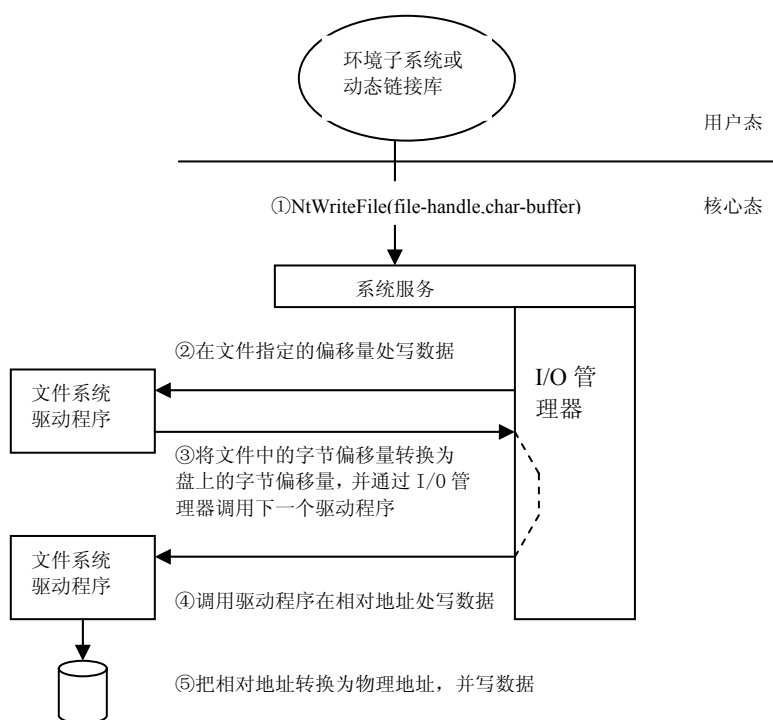 环境子系统或
动态链接库
用户态
①NtWriteFile(file-handle,char-buffer)
核心态
系统服务
②在文件指定的偏移量处写数据
I/O 管
理器
文件系统
驱动程序
③将文件中的字节偏移量转换为
盘上的字节偏移量，并通过 I/O 管
理器调用下一个驱动程序
文件系统
驱动程序
④调用驱动程序在相对地址处写数据
⑤把相对地址转换为物理地址，并写数据